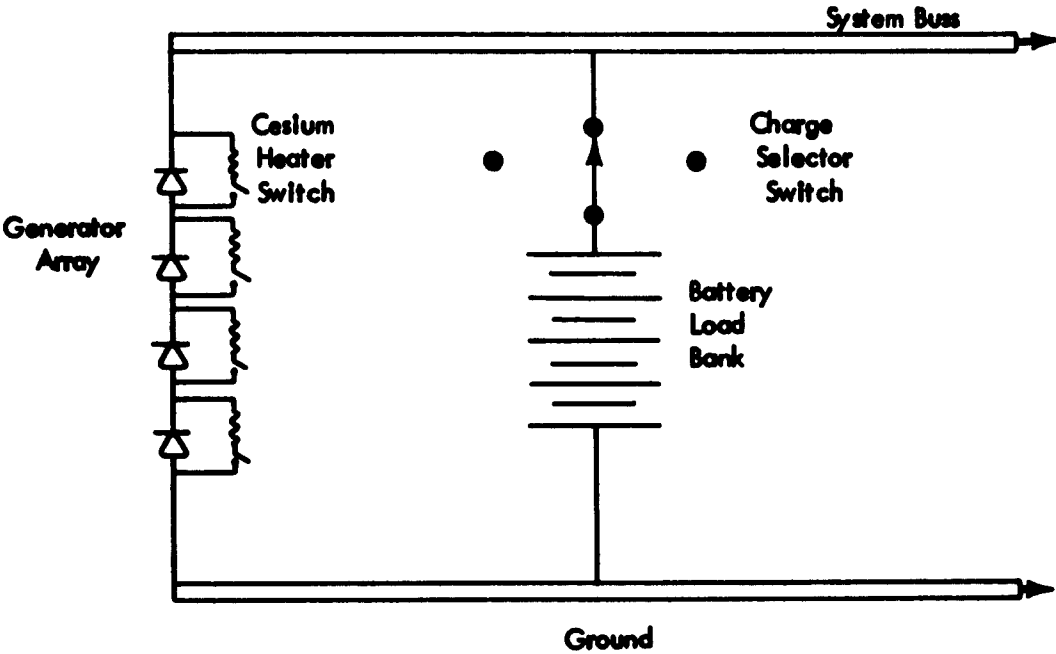 System Buss
Cesium
Heater
Switch
Charge
Selector
Switch
Generator
Array
Battery
Load
Bank
Ground